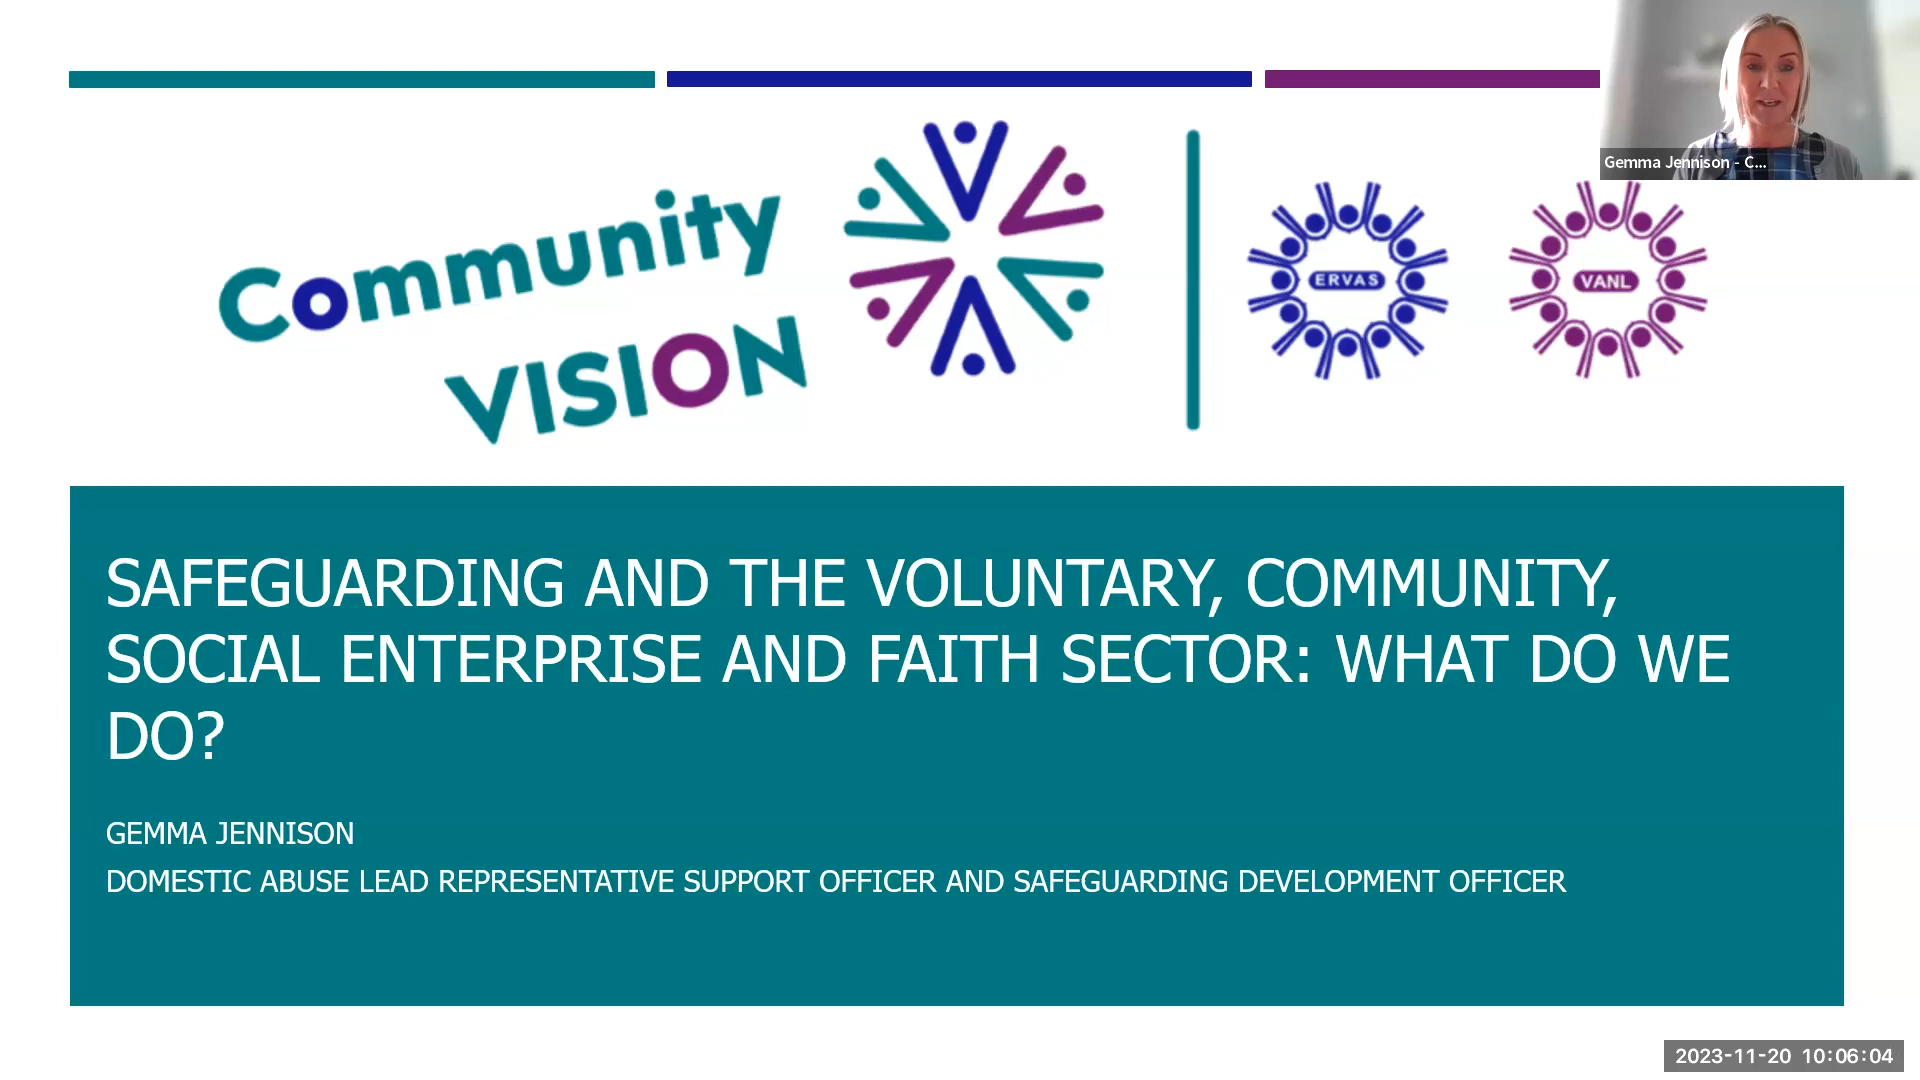 Community
VISION
ERVAS
VANL
Gemma Jennison - C...
SAFEGUARDING AND THE VOLUNTARY, COMMUNITY,
SOCIAL ENTERPRISE AND FAITH SECTOR: WHAT DO WE
DO?
GEMMA JENNISON
DOMESTIC ABUSE LEAD REPRESENTATIVE SUPPORT OFFICER AND SAFEGUARDING DEVELOPMENT OFFICER
2023-11-20 10:06:04